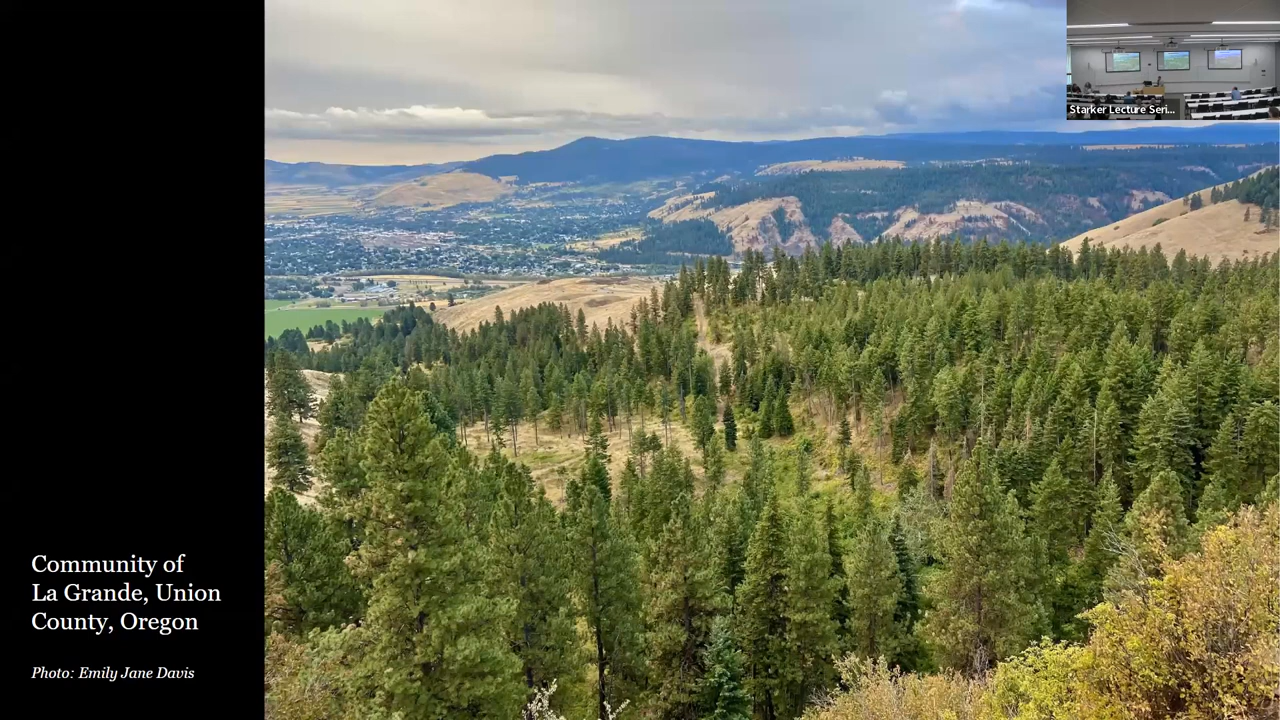 Starker Lecture Seri...
Community of
La Grande, Union
County, Oregon
Photo: Emily Jane Davis